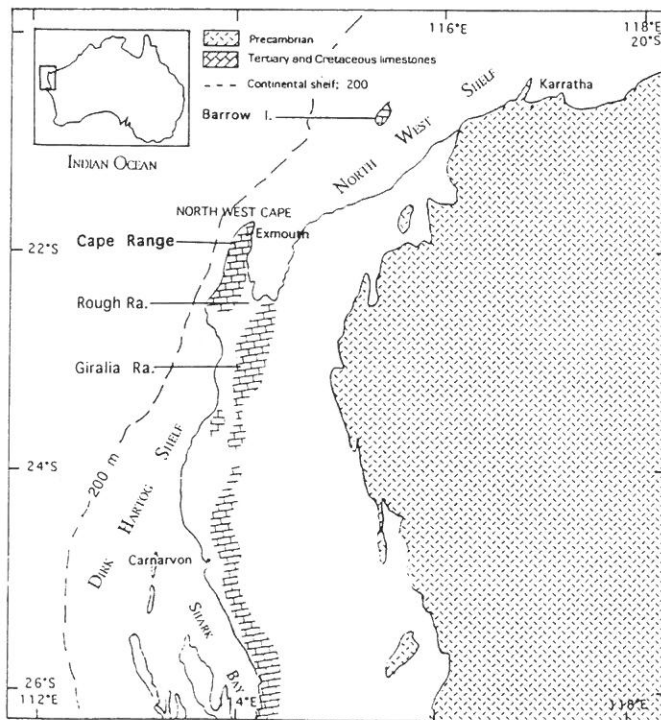 116°E
118°E
20°S
Precambrian
Tertiary and Cretaceous limestones
Continental shelf; 200
Barrow I.
INDIAN OCEAN
NORTH WEST SHELF
Karratha
NORTH WEST CAPE
Exmouth
22°S
Cape Range
Rough Ra.
Giralia Ra.
24°S
200 m
DIRK HARTOG SHELF
Carnarvon
SHARK BAY
26°S
112°E
4°E
118°E